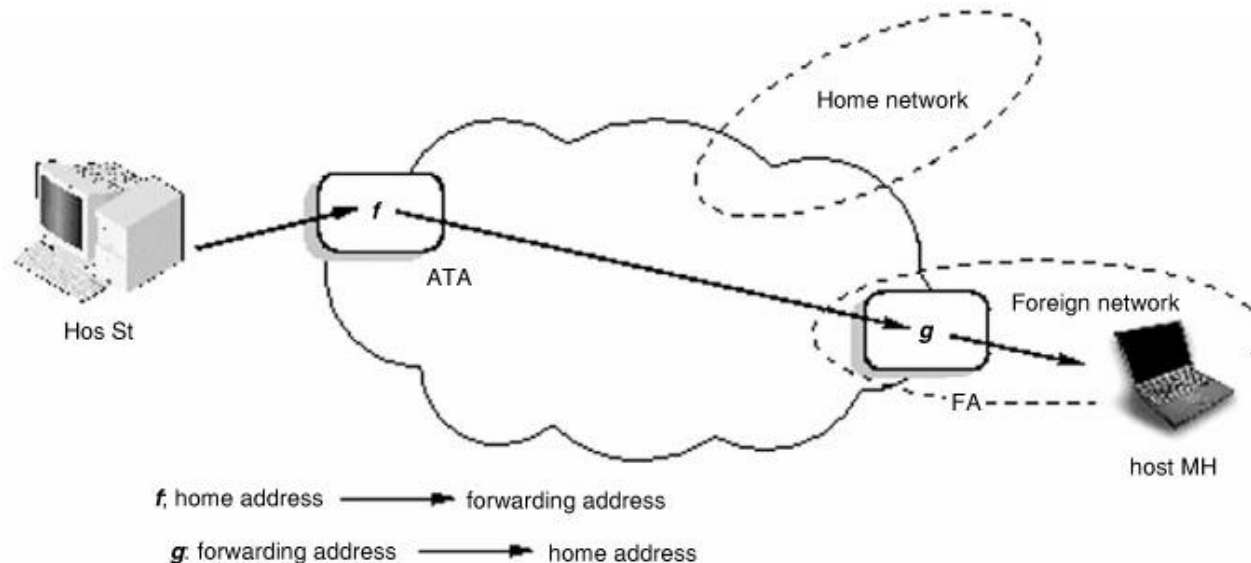 Home network
f
ATA
Hos St
Foreign network
g
FA
host MH
f; home address forwarding address
g: forwarding address home address